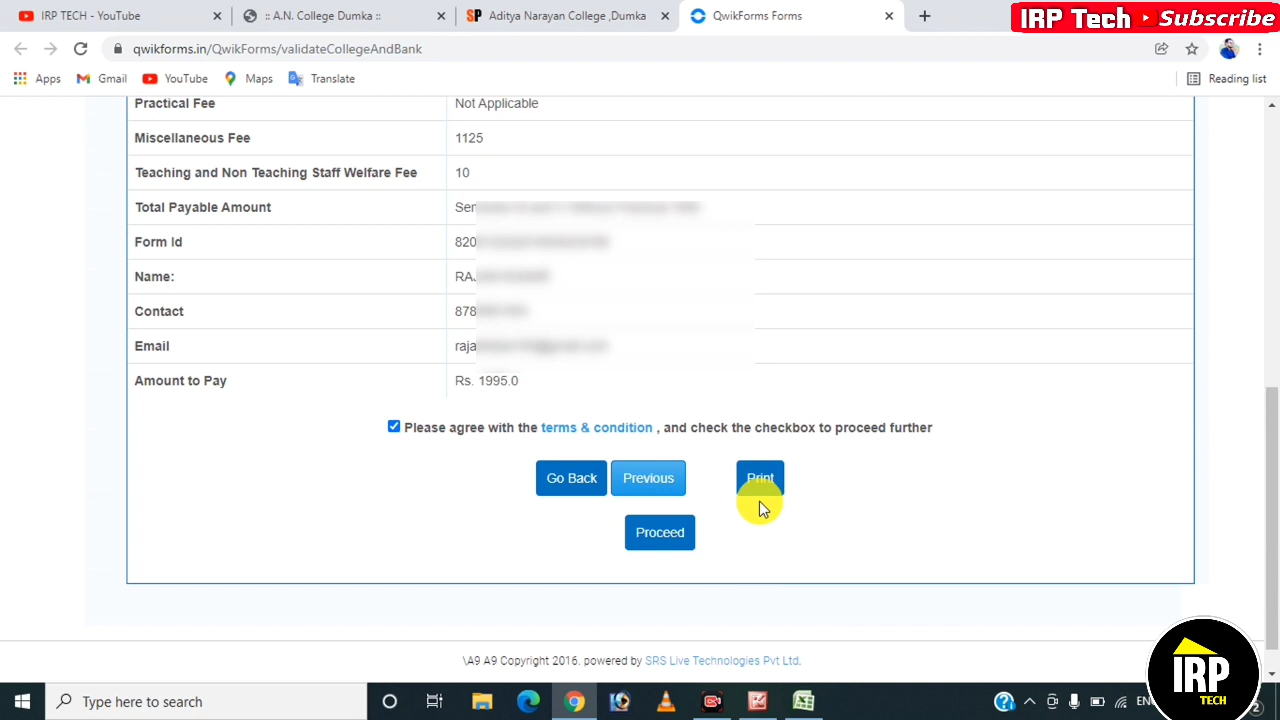 IRP TECH - YouTube
:: A.N. College Dumka ::
Aditya Narayan College ,Dumka
QwikForms Forms
IRP Tech Subscribe
qwikforms.in/QwikForms/validateCollegeAndBank
Apps
Gmail
YouTube
Maps
Translate
Reading list
Practical Fee Not Applicable
Miscellaneous Fee 1125
Teaching and Non Teaching Staff Welfare Fee 10
Total Payable Amount
Form Id 820
Name: RAJ
Contact 878
Email raja
Amount to Pay Rs. 1995.0
Please agree with the terms & condition , and check the checkbox to proceed further
Go Back Previous Print
Proceed
\A9 A9 Copyright 2016. powered by SRS Live Technologies Pvt Ltd.
IRP
TECH
Type here to search
2